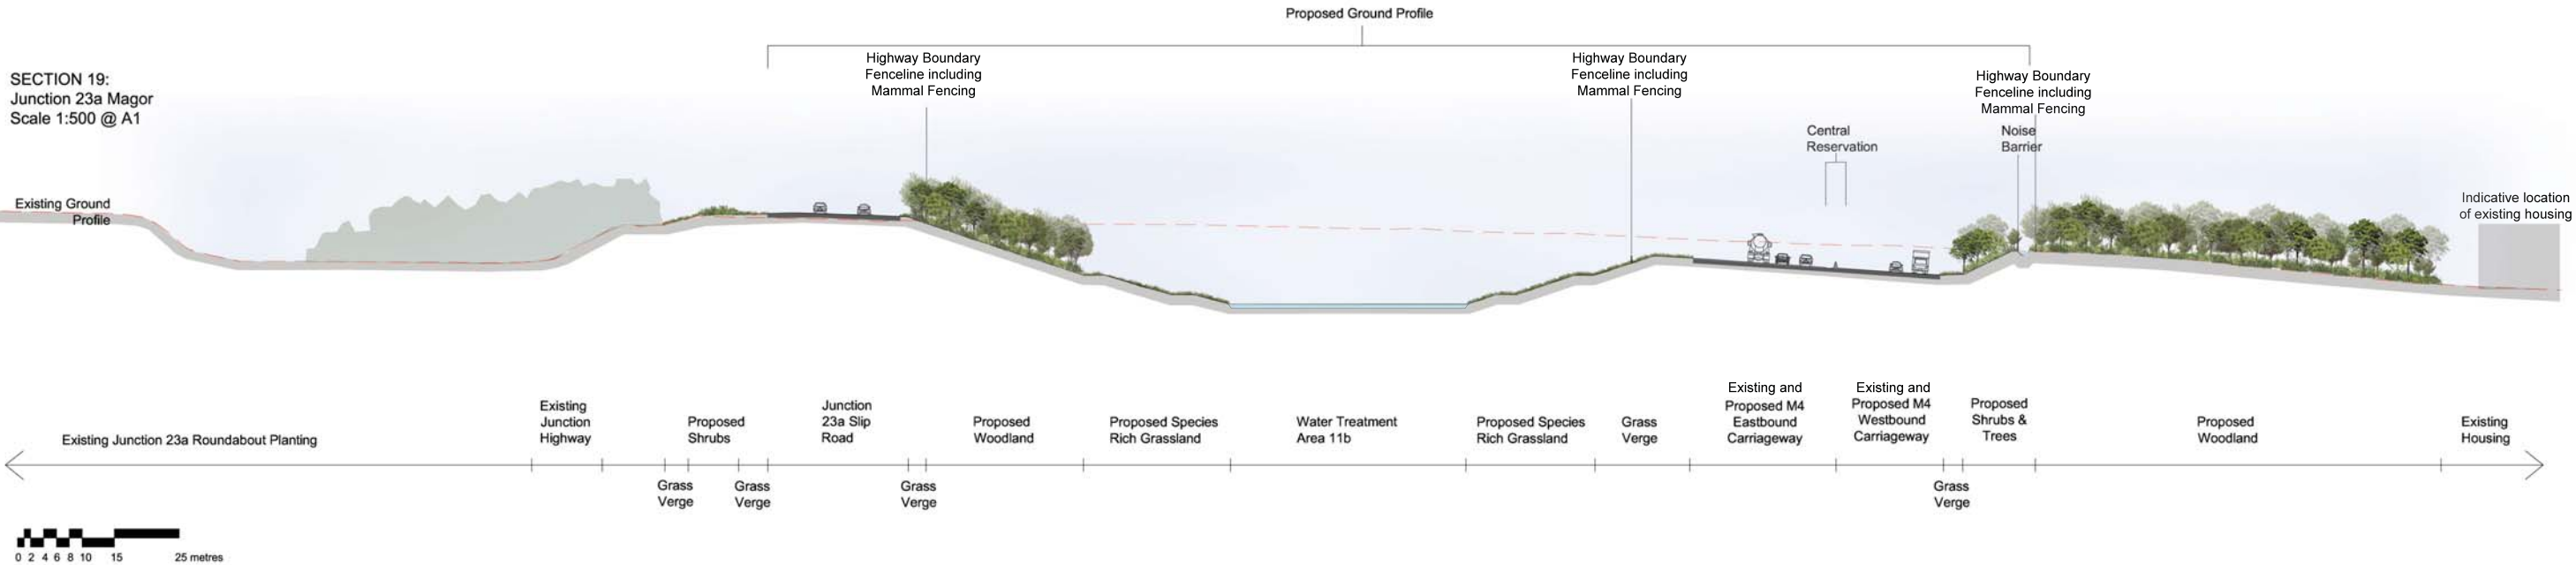 Proposed Ground Profile
SECTION 19:
Junction 23a Magor
Scale 1:500 @ A1
Highway Boundary
Fenceline including
Mammal Fencing
Highway Boundary
Fenceline including
Mammal Fencing
Highway Boundary
Fenceline including
Mammal Fencing
Central
Reservation
Noise
Barrier
Existing Ground
Profile
Indicative location
of existing housing
Existing Junction 23a Roundabout Planting
Existing
Junction
Highway
Proposed
Shrubs
Junction
23a Slip
Road
Proposed
Woodland
Proposed Species
Rich Grassland
Water Treatment
Area 11b
Proposed Species
Rich Grassland
Grass
Verge
Existing and
Proposed M4
Eastbound
Carriageway
Existing and
Proposed M4
Westbound
Carriageway
Proposed
Shrubs &
Trees
Proposed
Woodland
Existing
Housing
Grass
Verge
Grass
Verge
Grass
Verge
Grass
Verge
0 2 4 6 8 10 15 25 metres